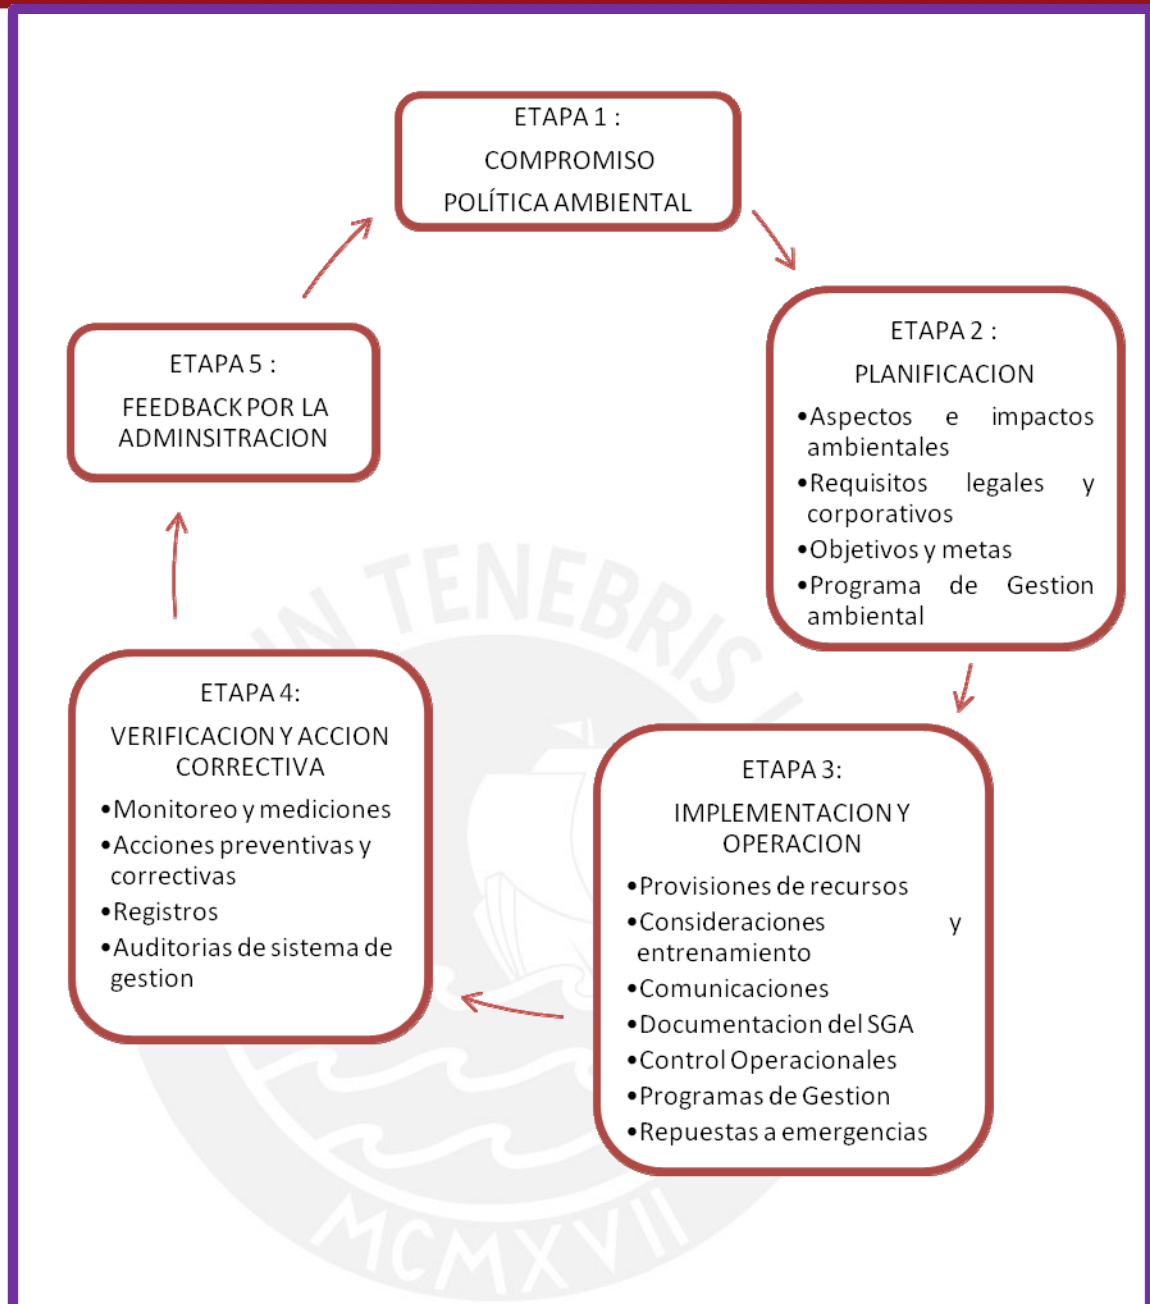 ETAPA 1 :
COMPROMISO
POLÍTICA AMBIENTAL
ETAPA 2 :
PLANIFICACION
•Aspectos e impactos
ambientales
•Requisitos legales y
corporativos
•Objetivos y metas
•Programa de Gestion
ambiental
ETAPA 3:
IMPLEMENTACION Y
OPERACION
•Provisiones de recursos
•Consideraciones y
entrenamiento
•Comunicaciones
•Documentacion del SGA
•Control Operacionales
•Programas de Gestion
•Repuestas a emergencias
ETAPA 4:
VERIFICACION Y ACCION
CORRECTIVA
•Monitoreo y mediciones
•Acciones preventivas y
correctivas
•Registros
•Auditorias de sistema de
gestion
ETAPA 5 :
FEEDBACK POR LA
ADMINSITRACION
IN TENEBRIS
MCMXVII